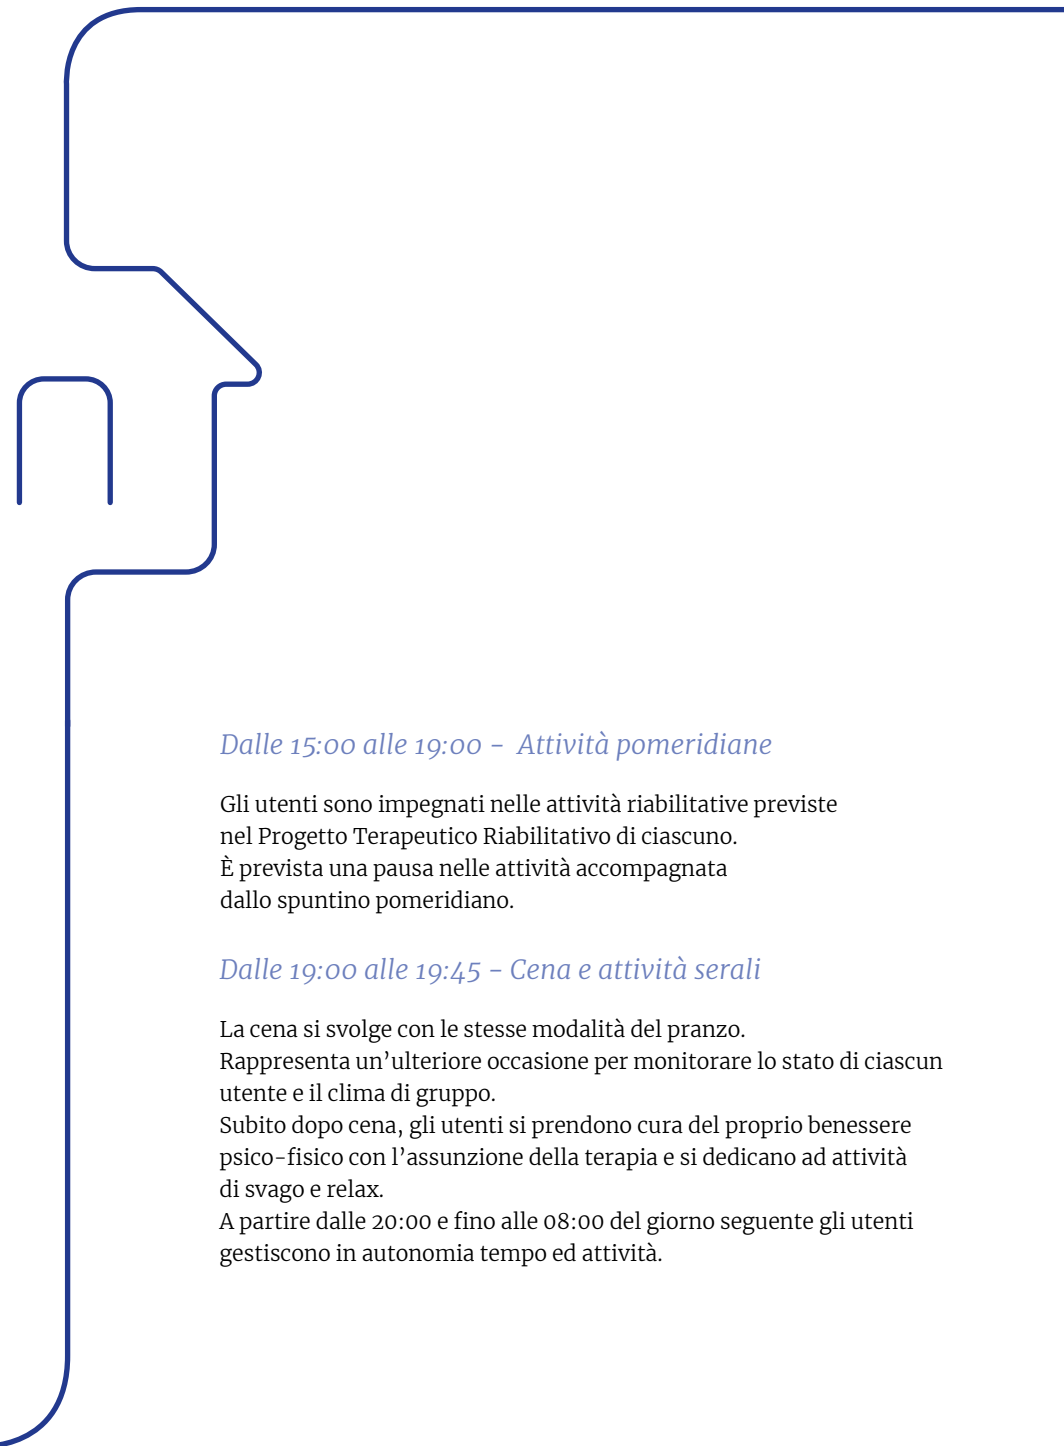 Dalle 15:00 alle 19:00 -  Attività pomeridiane
Gli utenti sono impegnati nelle attività riabilitative previste
nel Progetto Terapeutico Riabilitativo di ciascuno.
È prevista una pausa nelle attività accompagnata
dallo spuntino pomeridiano.
Dalle 19:00 alle 19:45 - Cena e attività serali
La cena si svolge con le stesse modalità del pranzo.
Rappresenta un’ulteriore occasione per monitorare lo stato di ciascun
utente e il clima di gruppo.
Subito dopo cena, gli utenti si prendono cura del proprio benessere
psico-fisico con l’assunzione della terapia e si dedicano ad attività
di svago e relax.
A partire dalle 20:00 e fino alle 08:00 del giorno seguente gli utenti
gestiscono in autonomia tempo ed attività.